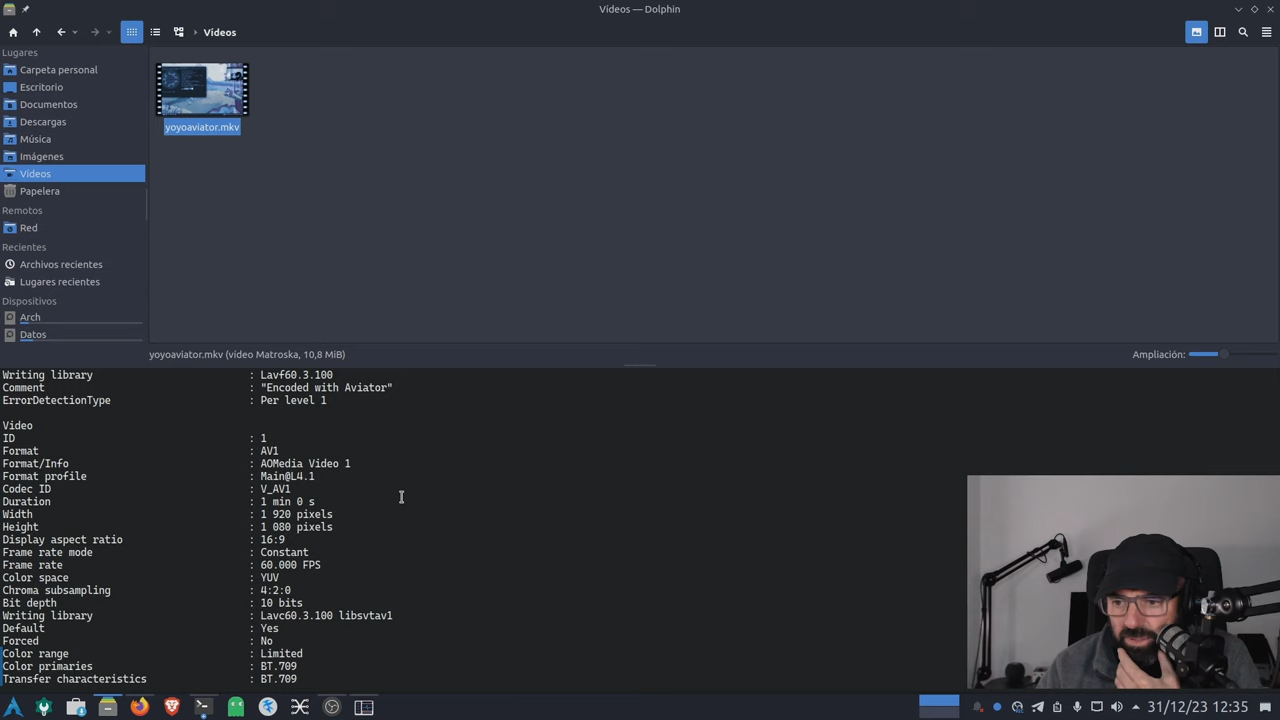 Vídeos — Dolphin
Vídeos
Lugares
Carpeta personal
Escritorio
Documentos
Descargas
Música
Imágenes
Vídeos
Papelera
Remotos
Red
Recientes
Archivos recientes
Lugares recientes
Dispositivos
Arch
Datos
yoyoaviator.mkv
yoyoaviator.mkv (vídeo Matroska, 10,8 MiB)
Ampliación:
Writing library : Lavf60.3.100
Comment : "Encoded with Aviator"
ErrorDetectionType : Per level 1
Video
ID : 1
Format : AV1
Format/Info : AOMedia Video 1
Format profile : Main@L4.1
Codec ID : V_AV1
Duration : 1 min 0 s
Width : 1 920 pixels
Height : 1 080 pixels
Display aspect ratio : 16:9
Frame rate mode : Constant
Frame rate : 60.000 FPS
Color space : YUV
Chroma subsampling : 4:2:0
Bit depth : 10 bits
Writing library : Lavc60.3.100 libsvtav1
Default : Yes
Forced : No
Color range : Limited
Color primaries : BT.709
Transfer characteristics : BT.709
31/12/23 12:35